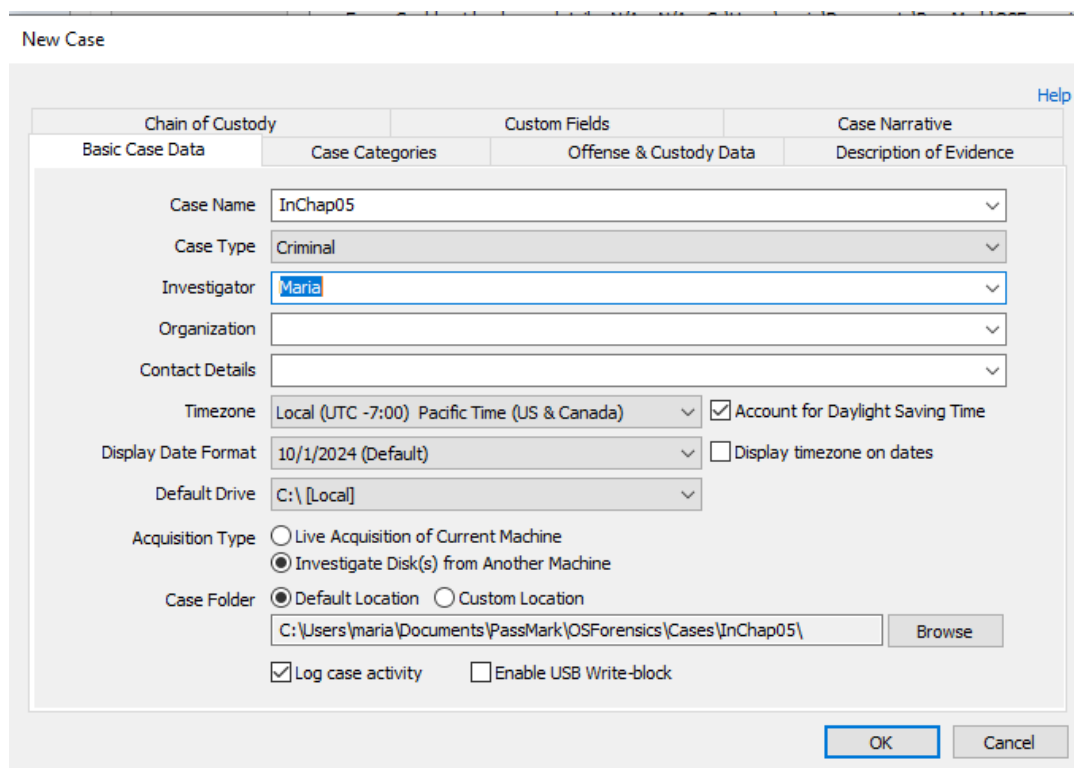 New Case
Help
Chain of Custody Custom Fields Case Narrative
Basic Case Data Case Categories Offense & Custody Data Description of Evidence
Case Name InChap05
Case Type Criminal
Investigator Maria
Organization
Contact Details
Timezone Local (UTC -7:00) Pacific Time (US & Canada) Account for Daylight Saving Time
Display Date Format 10/1/2024 (Default) Display timezone on dates
Default Drive C:\ [Local]
Acquisition Type Live Acquisition of Current Machine
Investigate Disk(s) from Another Machine
Case Folder Default Location Custom Location
C:\Users\maria\Documents\PassMark\OSForensics\Cases\InChap05\ Browse
Log case activity Enable USB Write-block
OK Cancel